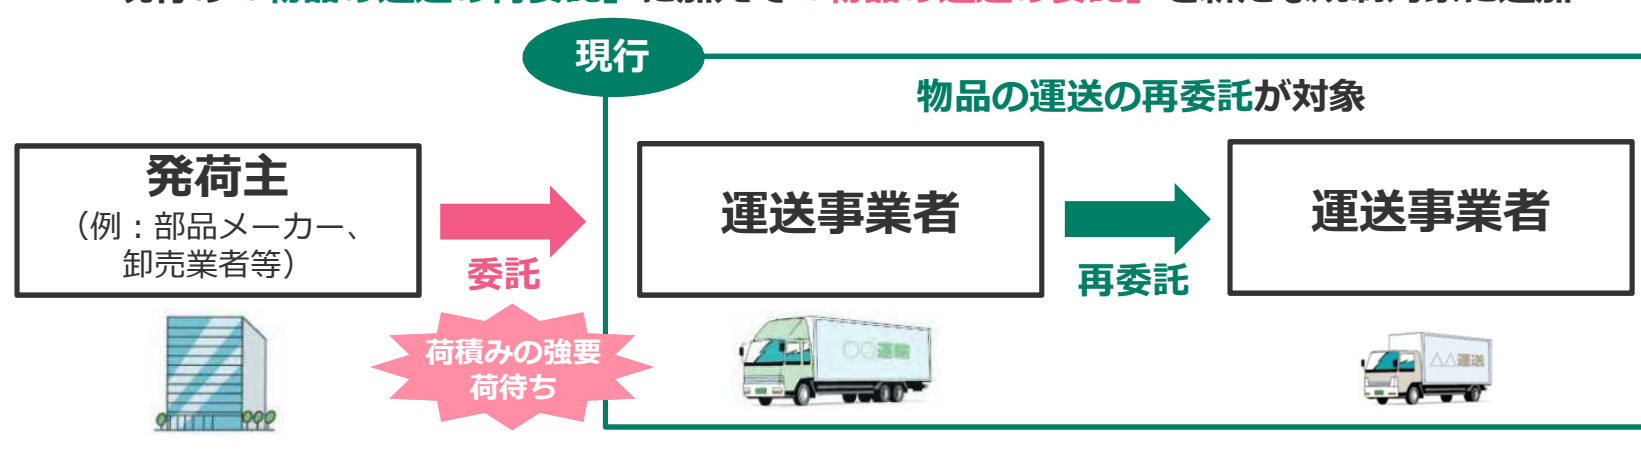 現行
物品の運送の再委託が対象
発荷主
（例：部品メーカー、
卸売業者等）
委託
荷積みの強要
荷待ち
運送事業者
再委託
運送事業者
〇〇運輸
△△運送